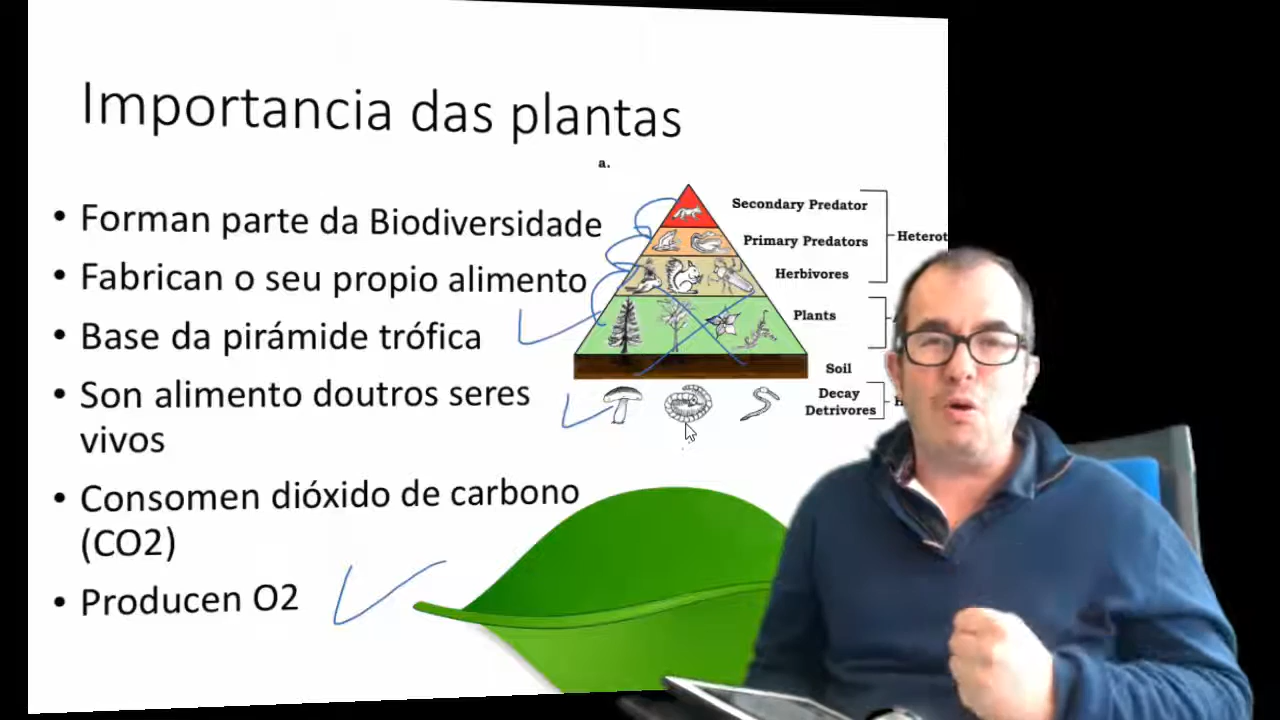 Importancia das plantas
a.
• Forman parte da Biodiversidade
• Fabrican o seu propio alimento
• Base da pirámide trófica
• Son alimento doutros seres
vivos
• Consomen dióxido de carbono
(CO2)
• Producen O2
Secondary Predator
Primary Predators
Heterot
Herbivores
Plants
Soil
Decay
Detrivores
H